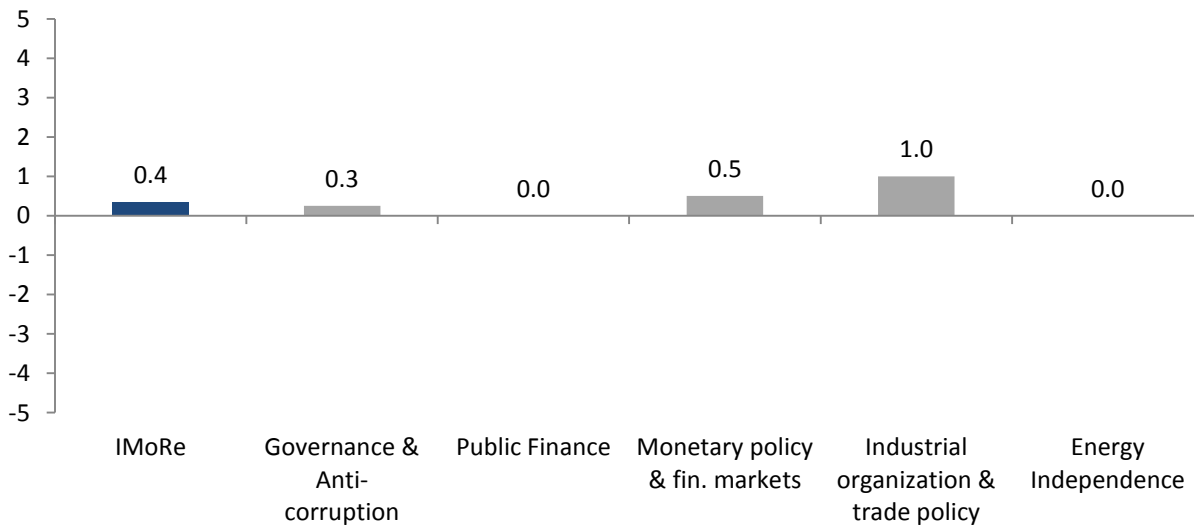 5
4
3
2
1
0
-1
-2
-3
-4
-5
0.4
0.3
0.0
0.5
1.0
0.0
IMoRe
Governance &
Anti-
corruption
Public Finance
Monetary policy
& fin. markets
Industrial
organization &
trade policy
Energy
Independence